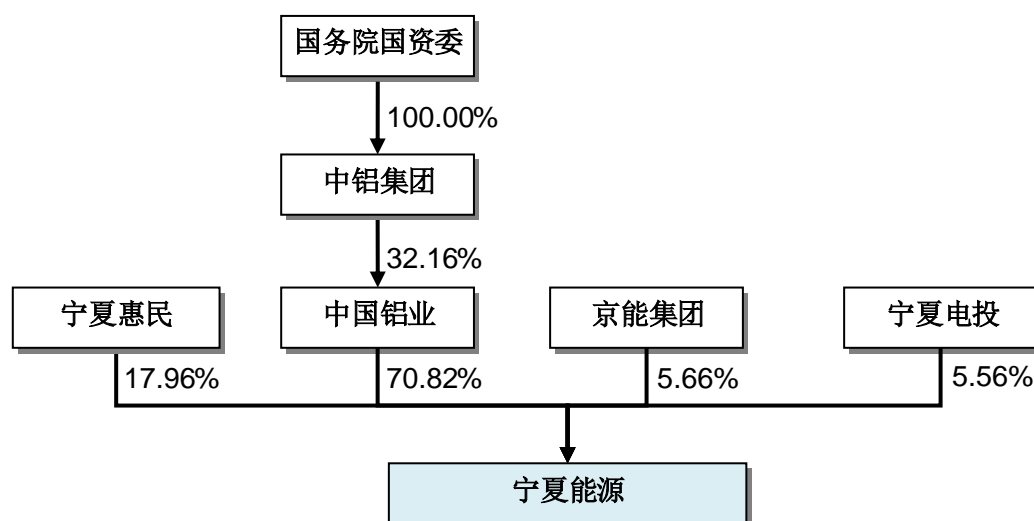 国务院国资委
100.00%
中铝集团
32.16%
宁夏惠民
中国铝业
京能集团
宁夏电投
17.96%
70.82%
5.66%
5.56%
宁夏能源